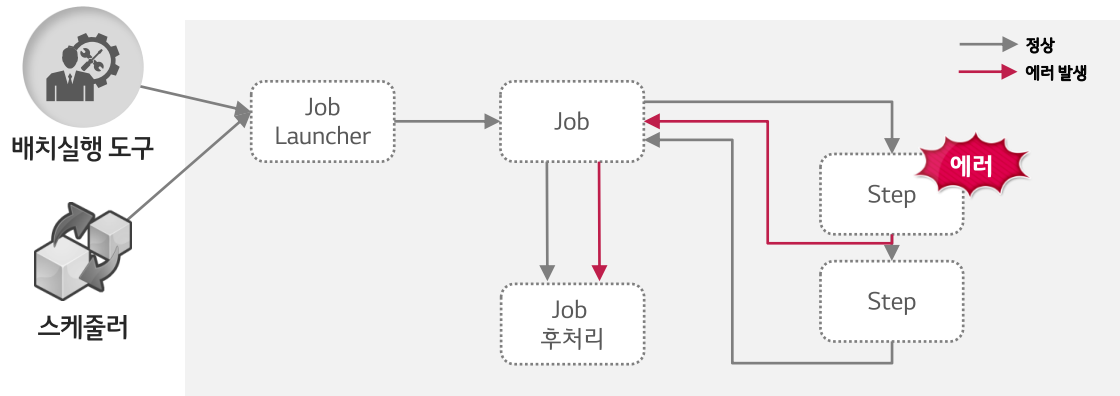 정상
에러 발생
배치실행 도구
스케줄러
Job
Launcher
Job
에러
Step
Step
Job
후처리